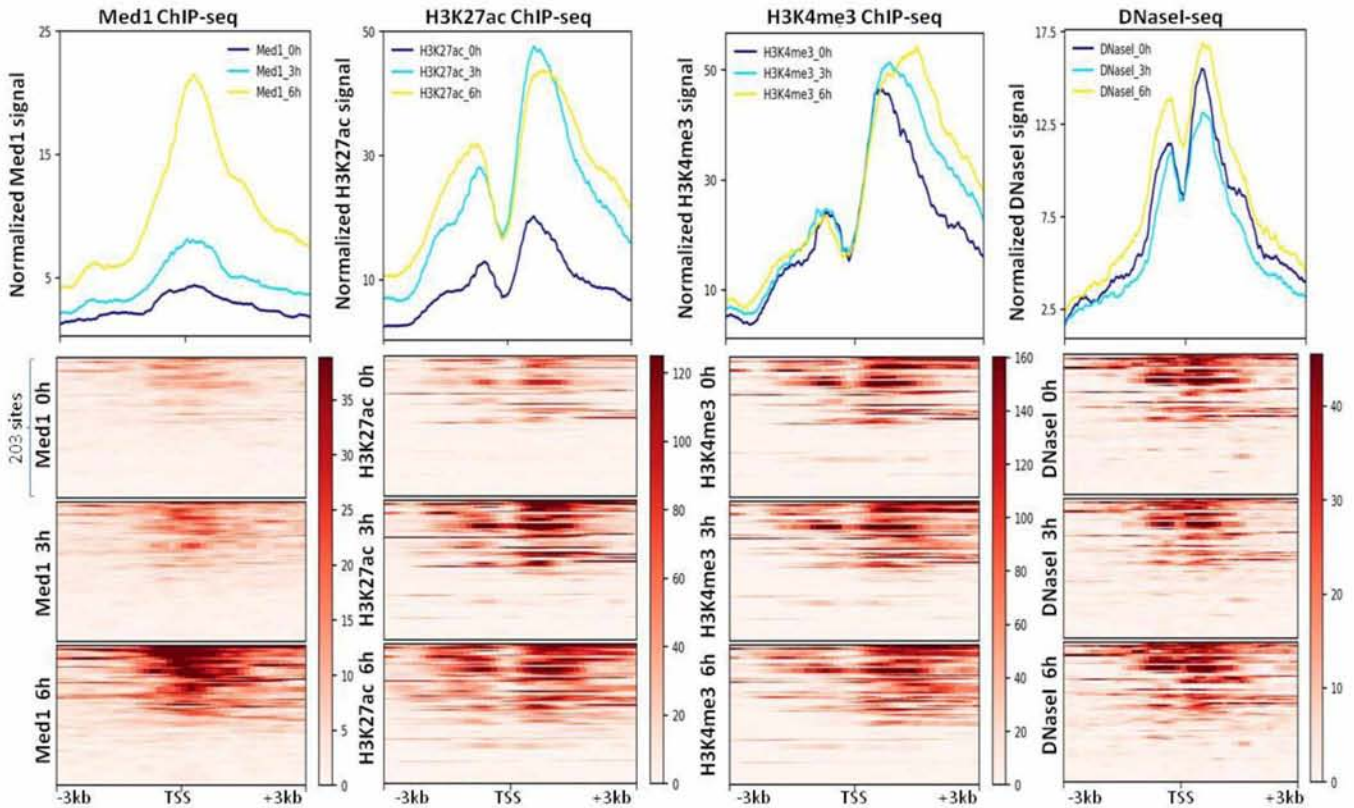 Med1 ChIP-seq
H3K27ac ChIP-seq
H3K4me3 ChIP-seq
DNaseI-seq
Normalized Med1 signal
25
15
5
Med1_0h
Med1_3h
Med1_6h
Normalized H3K27ac signal
50
30
10
H3K27ac_0h
H3K27ac_3h
H3K27ac_6h
Normalized H3K4me3 signal
50
30
10
H3K4me3_0h
H3K4me3_3h
H3K4me3_6h
Normalized DNaseI signal
17.5
12.5
7.5
2.5
DNaseI_0h
DNaseI_3h
DNaseI_6h
203 sites
Med1 0h
Med1 3h
Med1 6h
35
30
25
20
15
10
5
0
H3K27ac 0h
H3K27ac 3h
H3K27ac 6h
120
100
80
60
40
20
0
H3K4me3 0h
H3K4me3 3h
H3K4me3 6h
160
140
120
100
80
60
40
20
0
DNaseI 0h
DNaseI 3h
DNaseI 6h
40
30
20
10
0
-3kb TSS +3kb
-3kb TSS +3kb
-3kb TSS +3kb
-3kb TSS +3kb